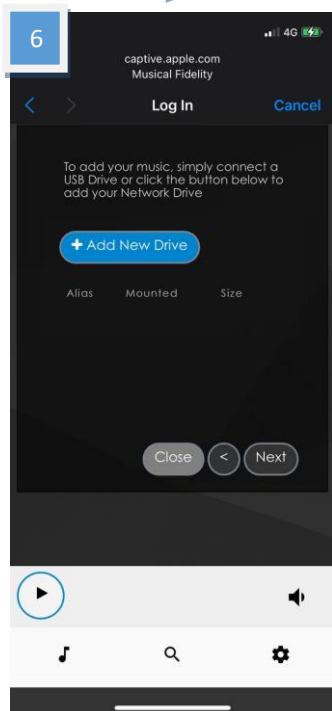 6
4G
captive.apple.com
Musical Fidelity
< > Log In Cancel
To add your music, simply connect a
USB Drive or click the button below to
add your Network Drive
+ Add New Drive
Alias Mounted Size
Close < Next